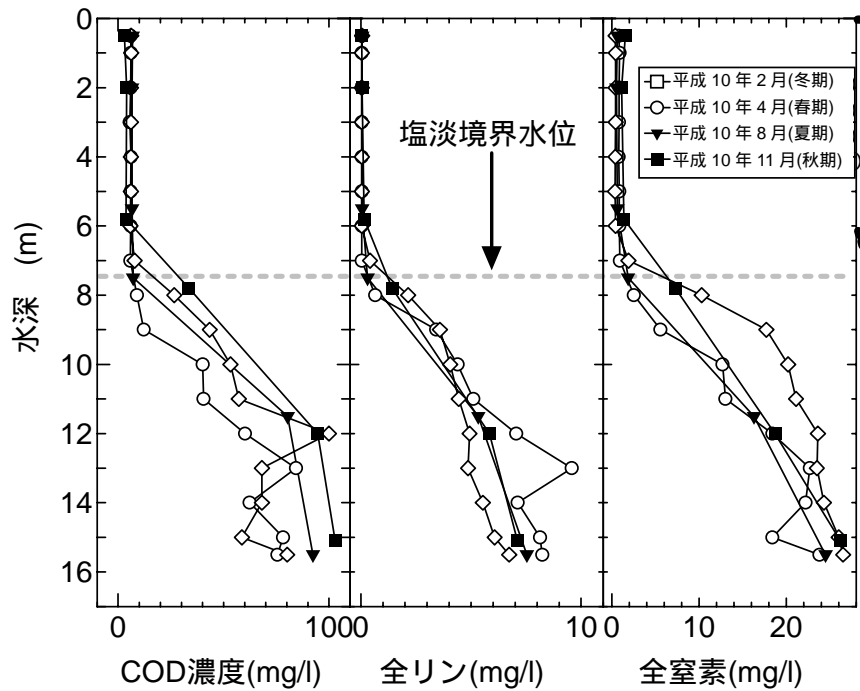 0
2
4
6
8
10
12
14
16
水深 (m)
塩淡境界水位
平成 10 年 2 月(冬期)
平成 10 年 4 月(春期)
平成 10 年 8 月(夏期)
平成 10 年 11 月(秋期)
0 100 0 10 0 10 20
COD濃度(mg/l) 全リン(mg/l) 全窒素(mg/l)